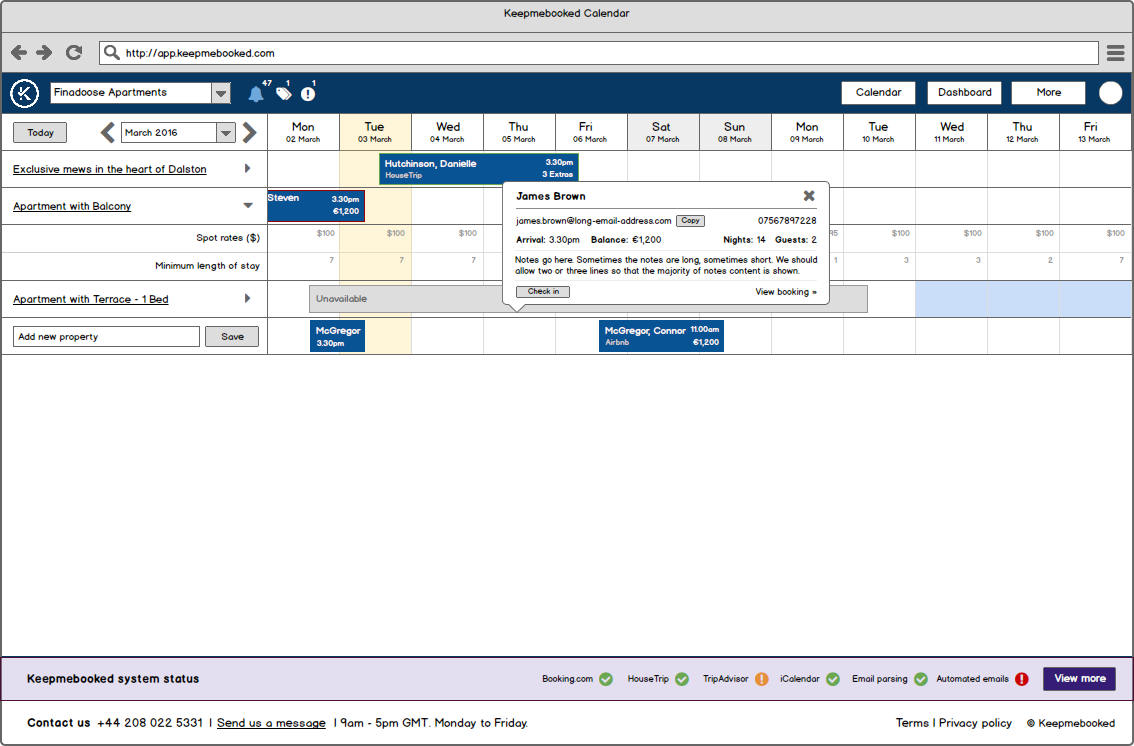 Keepmebooked Calendar
http://app.keepmebooked.com
K Finadoose Apartments 47 1 1 Calendar Dashboard More
Today March 2016 Mon Tue Wed Thu Fri Sat Sun Mon Tue Wed Thu Fri
02 March 03 March 04 March 05 March 06 March 07 March 08 March 09 March 10 March 11 March 12 March 13 March
Exclusive mews in the heart of Dalston Hutchinson, Danielle 3.30pm
HouseTrip 3 Extras
Apartment with Balcony Steven 3.30pm
€1,200
James Brown
james.brown@long-email-address.com Copy 07567897228
Arrival: 3.30pm Balance: €1,200 Nights: 14 Guests: 2
Notes go here. Sometimes the notes are long, sometimes short. We should
allow two or three lines so that the majority of notes content is shown.
Check in View booking »
Spot rates ($) $100 $100 $100 $100 $100 $100 $100
Minimum length of stay 7 7 7 1 3 3 2 7
Apartment with Terrace - 1 Bed Unavailable
Add new property Save McGregor McGregor, Connor 11.00am
3.30pm Airbnb €1,200
Keepmebooked system status Booking.com HouseTrip TripAdvisor iCalendar Email parsing Automated emails View more
Contact us +44 208 022 5331 | Send us a message | 9am - 5pm GMT. Monday to Friday. Terms | Privacy policy © Keepmebooked